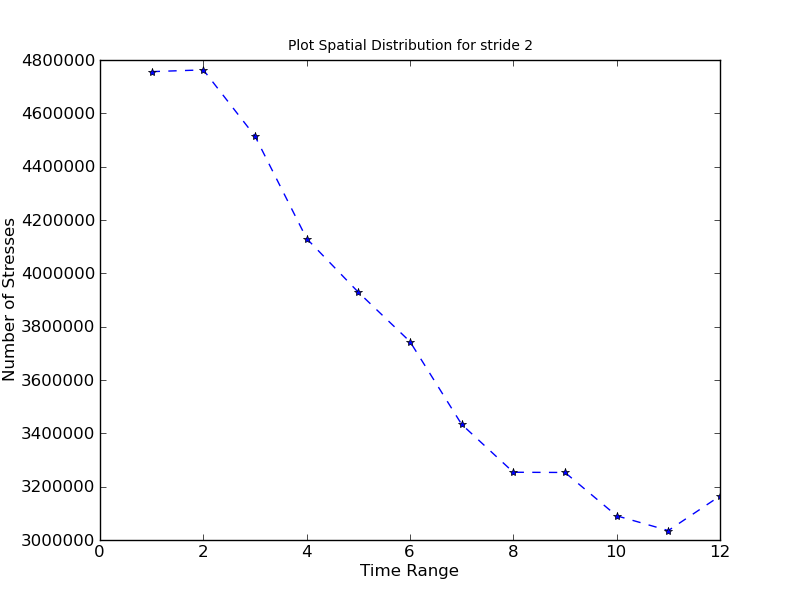 Plot Spatial Distribution for stride 2
4800000
4600000
4400000
4200000
4000000
3800000
3600000
3400000
3200000
3000000
Number of Stresses
0 2 4 6 8 10 12
Time Range